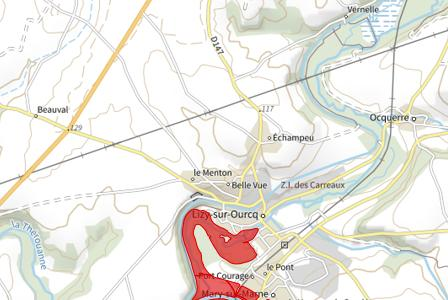 Vernelle
D147
Beauval
117
129
Ocquerre
Échampeu
le Menton
Belle Vue
Z.I. des Carreaux
Lizy-sur-Ourcq
la Thérouanne
le Pont
Port Courage
Mary-sur-Marne